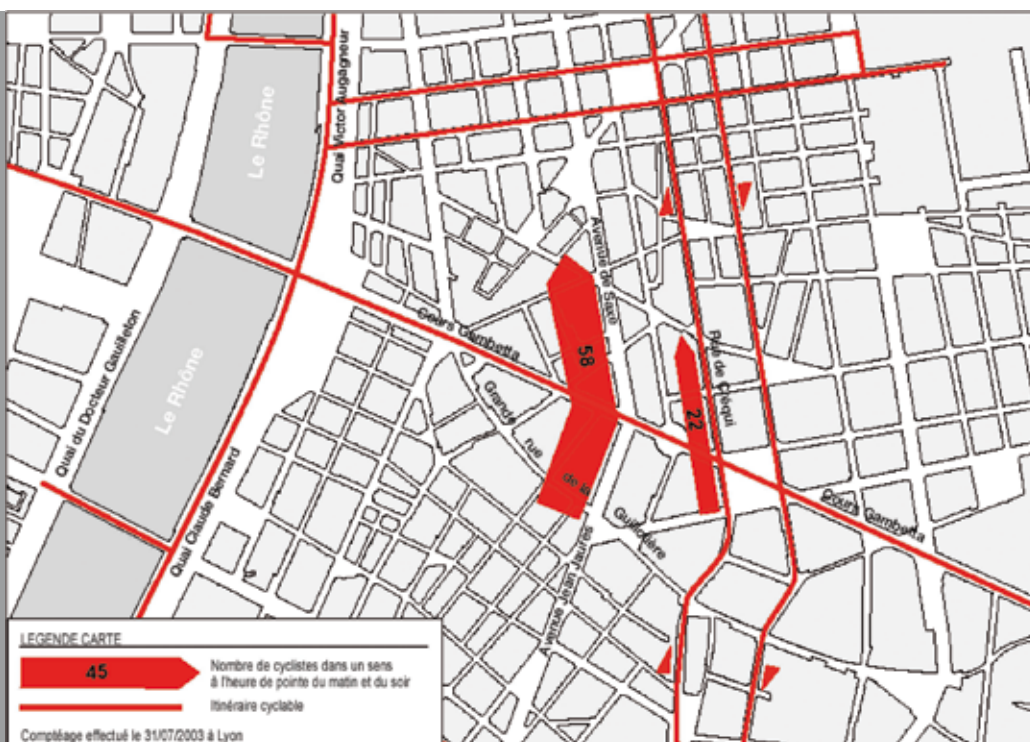 Le Rhône
Quai Victor Augagneur
Avenue de Saxe
Cours Gambetta
58
Rue de Créqui
22
Quai du Docteur Gailleton
Le Rhône
Grande rue de la Guillotière
Cours Gambetta
Quai Claude Bernard
Avenue Jean Jaures
LEGENDE CARTE
45
Nombre de cyclistes dans un sens
à l'heure de pointe du matin et du soir
Itinéraire cyclable
Comptéage effectué le 31/07/2003 à Lyon